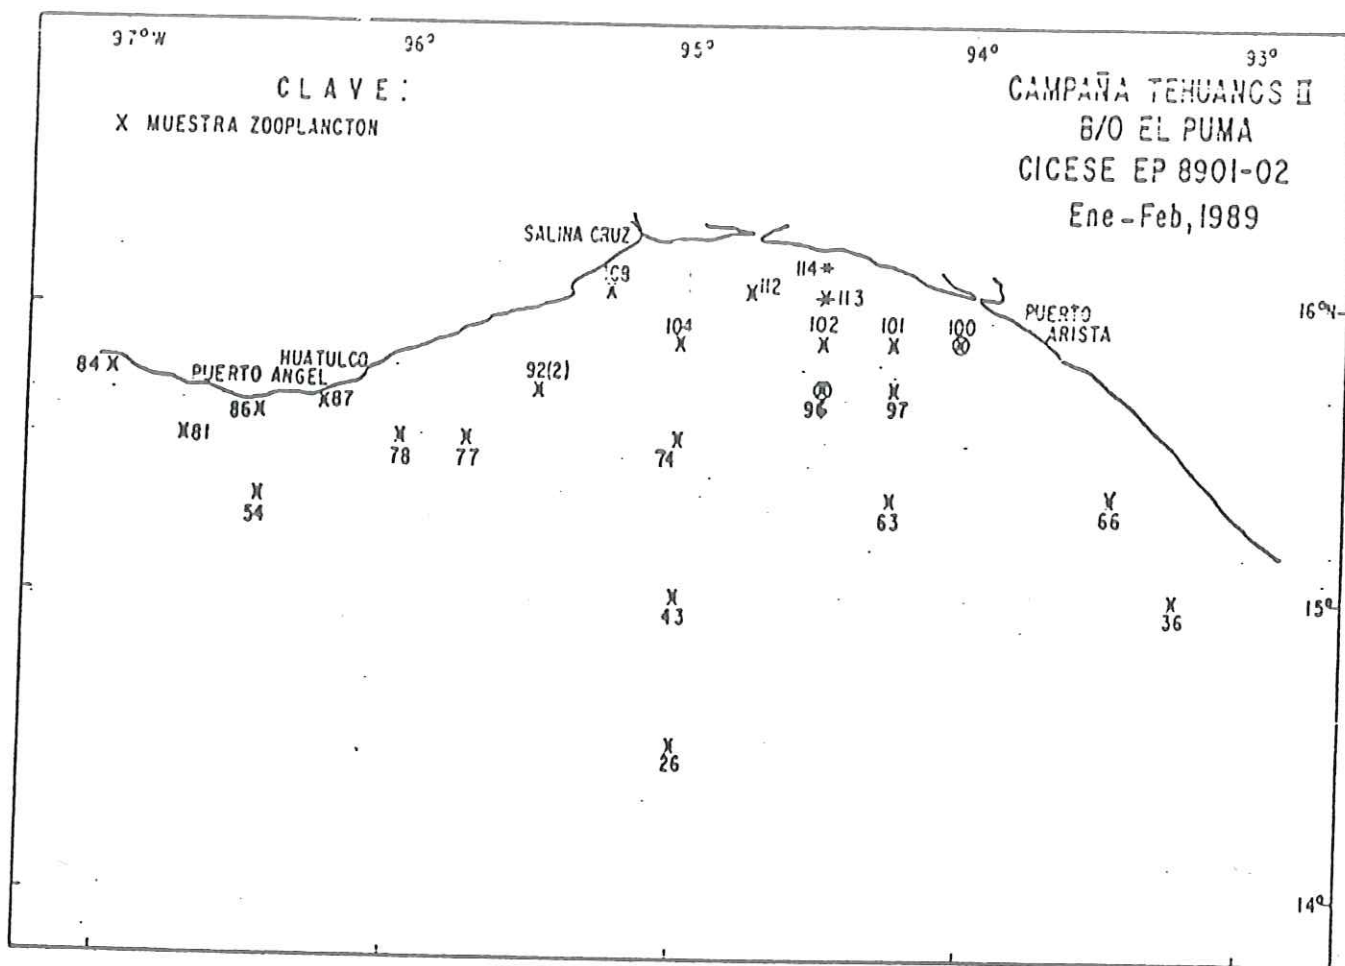 97°W 96° 95° 94° 93°
CLAVE:
X MUESTRA ZOOPLANCTON
CAMPAÑA TEHUANOS II
B/O EL PUMA
CICESE EP 8901-02
Ene-Feb, 1989
SALINA CRUZ
109
114
112
113
16°N
PUERTO
ARISTA
104
102
101
100
84
HUATULCO
PUERTO ANGEL
92(2)
86
87
96
97
81
78
77
74
54
63
66
43
15°
36
26
14°